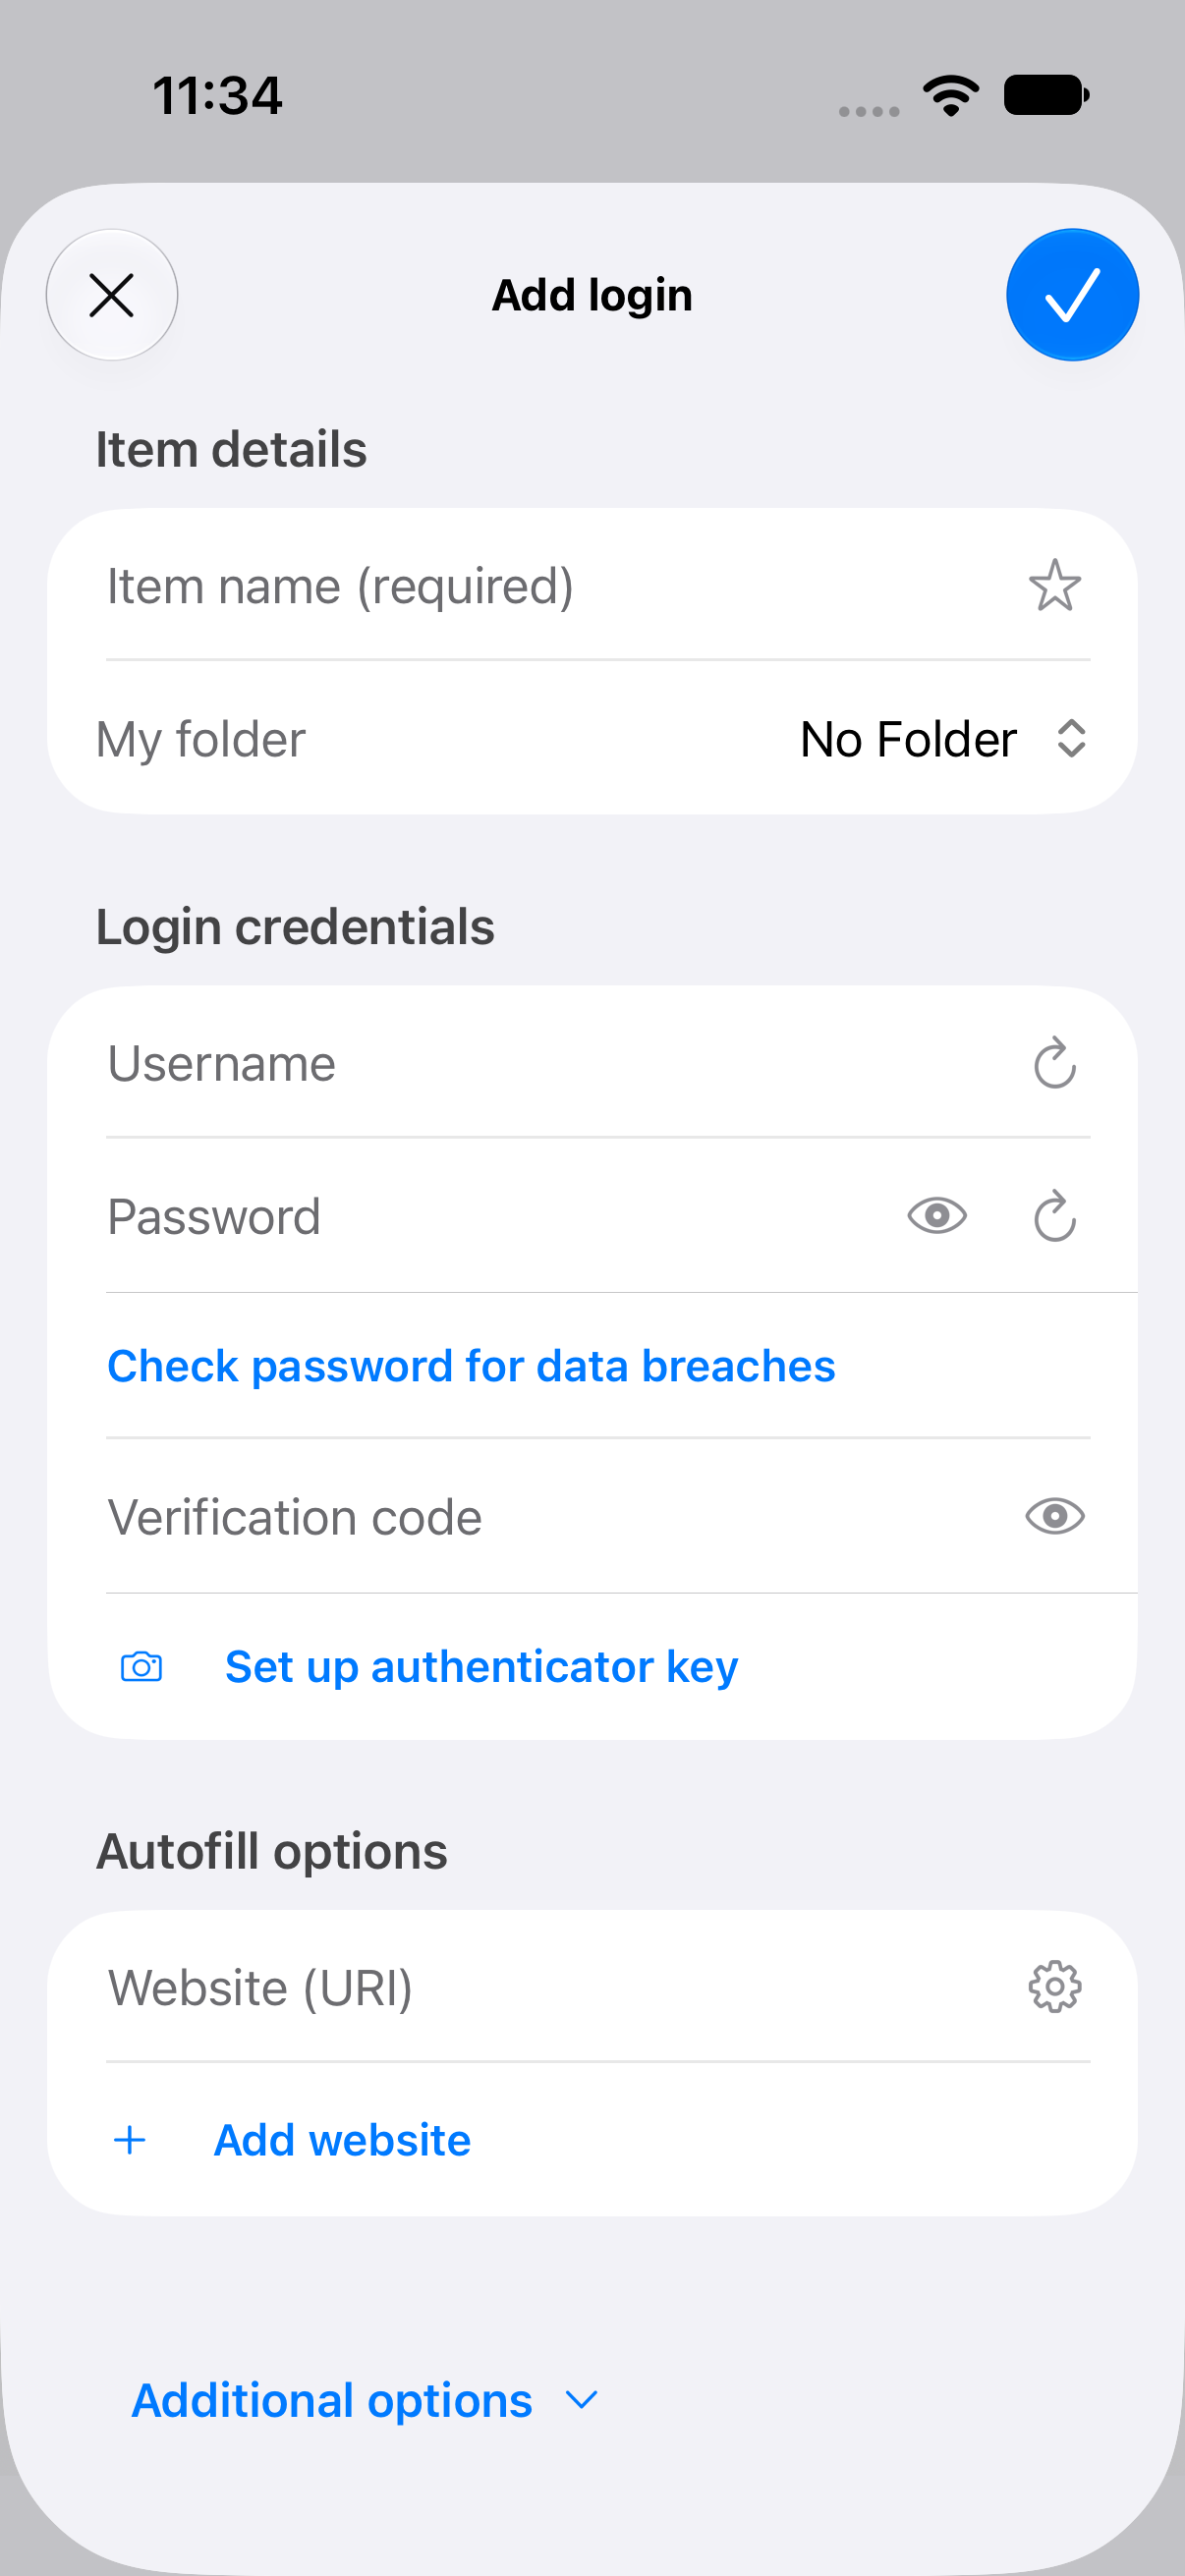 11:34
Add login
Item details
Item name (required)
My folder No Folder
Login credentials
Username
Password
Check password for data breaches
Verification code
Set up authenticator key
Autofill options
Website (URI)
Add website
Additional options